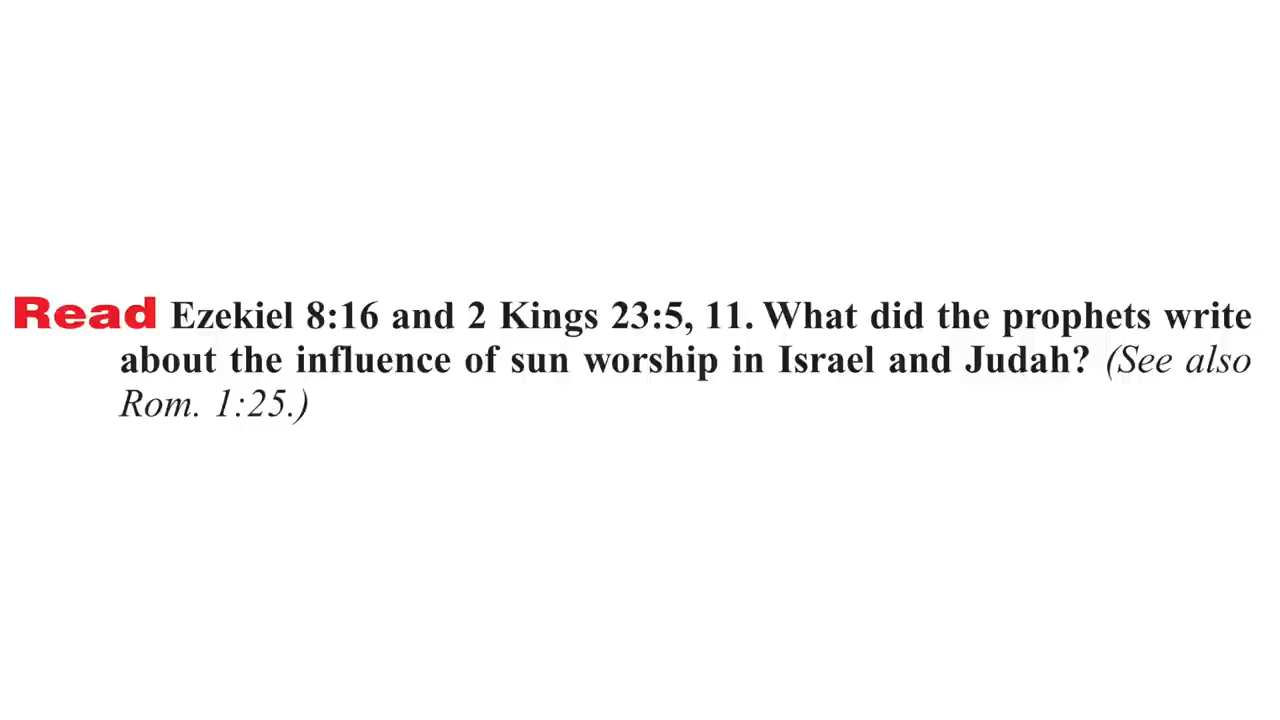 Read Ezekiel 8:16 and 2 Kings 23:5, 11. What did the prophets write
about the influence of sun worship in Israel and Judah? (See also
Rom. 1:25.)